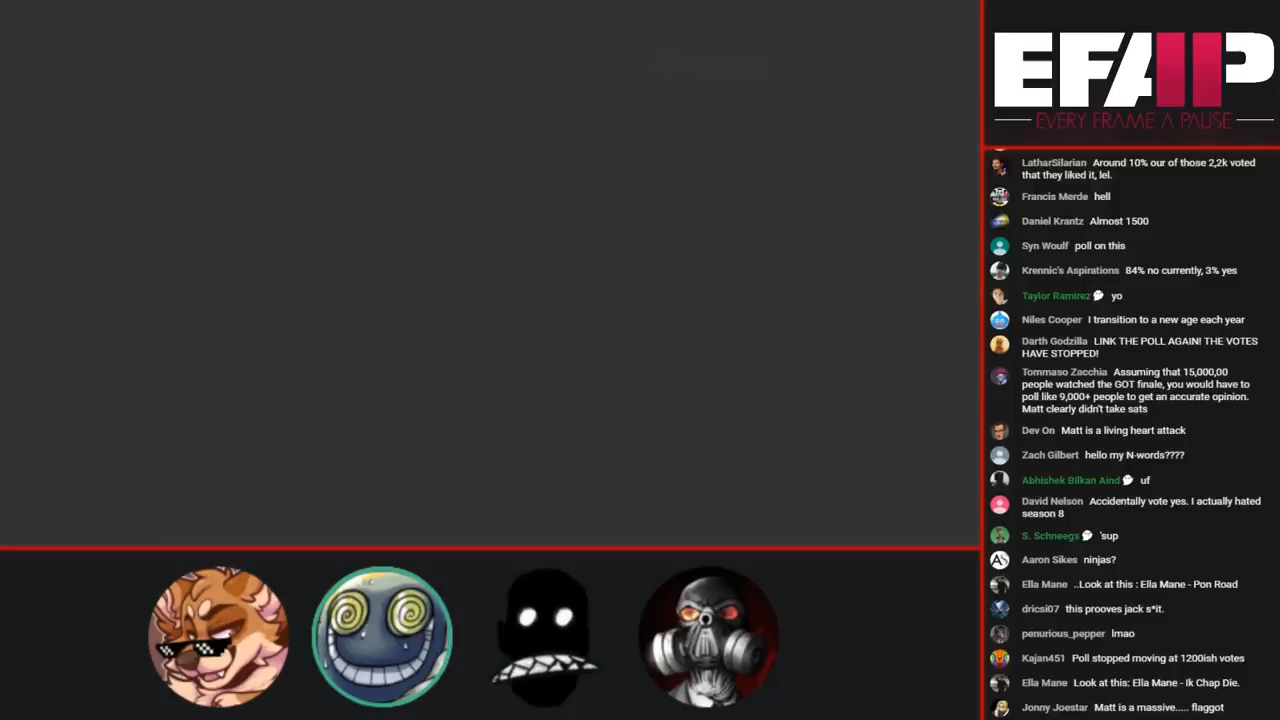 EFAP
EVERY FRAME A PAUSE
LatharSilarian Around 10% our of those 2,2k voted
that they liked it, lel.
Francis Merde hell
Daniel Krantz Almost 1500
Syn Woulf poll on this
Krennic's Aspirations 84% no currently, 3% yes
Taylor Ramirez yo
Niles Cooper I transition to a new age each year
Darth Godzilla LINK THE POLL AGAIN! THE VOTES
HAVE STOPPED!
Tommaso Zacchia Assuming that 15,000,00
people watched the GOT finale, you would have to
poll like 9,000+ people to get an accurate opinion.
Matt clearly didn't take sats
Dev On Matt is a living heart attack
Zach Gilbert hello my N-words????
Abhishek Bilkan Aind uf
David Nelson Accidentally vote yes. I actually hated
season 8
S. Schneegs 'sup
AS Aaron Sikes ninjas?
Ella Mane ..Look at this : Ella Mane - Pon Road
dricsi07 this prooves jack s*it.
penurious_pepper lmao
Kajan451 Poll stopped moving at 1200ish votes
Ella Mane Look at this: Ella Mane - Ik Chap Die.
Jonny Joestar Matt is a massive..... flaggot